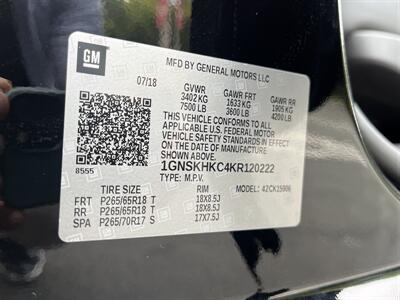 GM
MFD BY GENERAL MOTORS LLC
07/18
GVWR GAWR FRT GAWR RR
3402 KG 1633 KG 1905 KG
7500 LB 3600 LB 4200 LB
THIS VEHICLE CONFORMS TO ALL
APPLICABLE U.S. FEDERAL MOTOR
VEHICLE SAFETY STANDARDS IN EFFECT
ON THE DATE OF MANUFACTURE
SHOWN ABOVE.
8555
1GNSKHKC4KR120222
TYPE: M.P.V. MODEL: 42CK15906
TIRE SIZE RIM
FRT P265/65R18 T 18X8.5J
RR P265/65R18 T 18X8.5J
SPA P265/70R17 S 17X7.5J